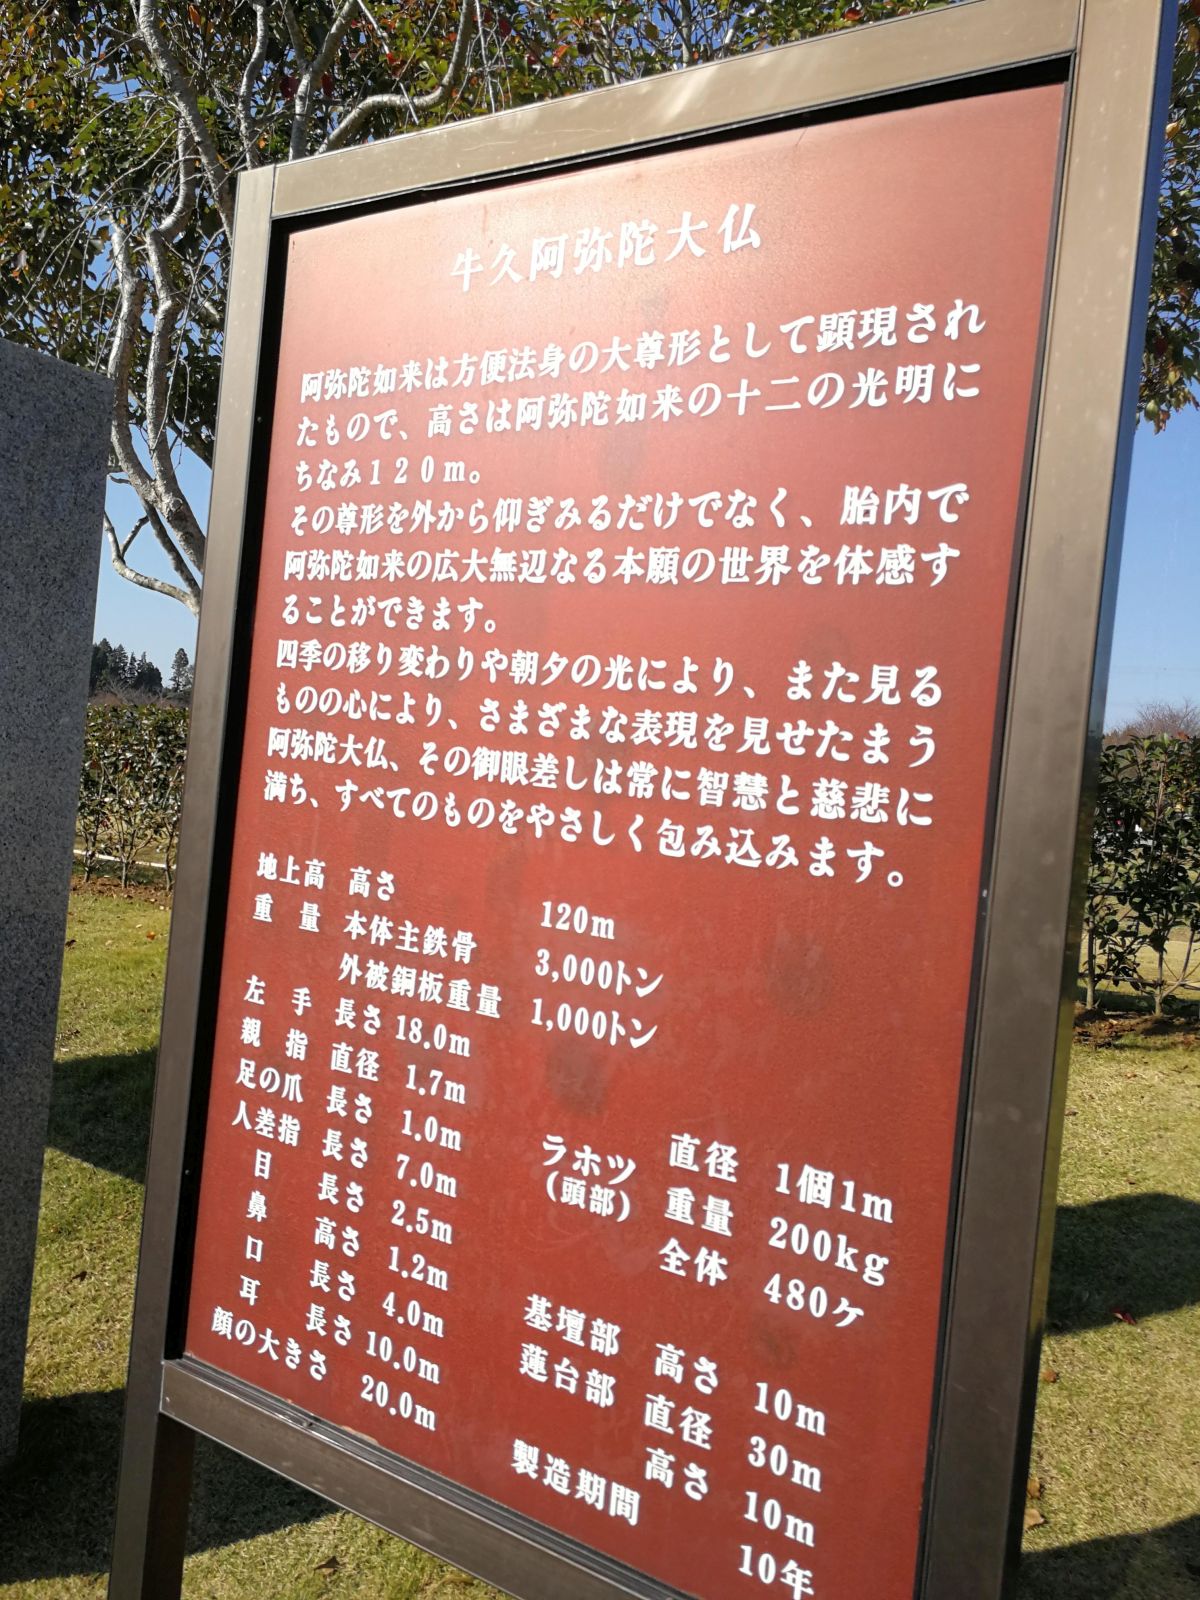 牛久阿弥陀大仏
阿弥陀如来は方便法身の大尊形として顕現され
たもので、高さは阿弥陀如来の十二の光明に
ちなみ120m。
その尊形を外から仰ぎみるだけでなく、胎内で
阿弥陀如来の広大無辺なる本願の世界を体感す
ることができます。
四季の移り変わりや朝夕の光により、また見る
ものの心により、さまざまな表現を見せたまう
阿弥陀大仏、その御眼差しは常に智慧と慈悲に
満ち、すべてのものをやさしく包み込みます。
地上高 高さ 120m
重量 本体主鉄骨 3,000トン
外被銅板重量 1,000トン
左手 長さ 18.0m
親指 直径 1.7m
足の爪 長さ 1.0m
人差指 長さ 7.0m
目 長さ 2.5m
鼻 高さ 1.2m
口 長さ 4.0m
耳 長さ 10.0m
顔の大きさ 20.0m
ラホツ 直径 1個1m
(頭部) 重量 200kg
全体 480ケ
基壇部 高さ 10m
蓮台部 直径 30m
高さ 10m
製造期間 10年